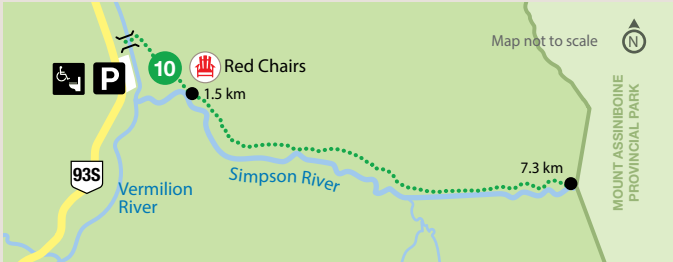 Map not to scale
N
10
Red Chairs
P
1.5 km
MOUNT ASSINIBOINE
PROVINCIAL PARK
7.3 km
93S
Simpson River
Vermilion
River